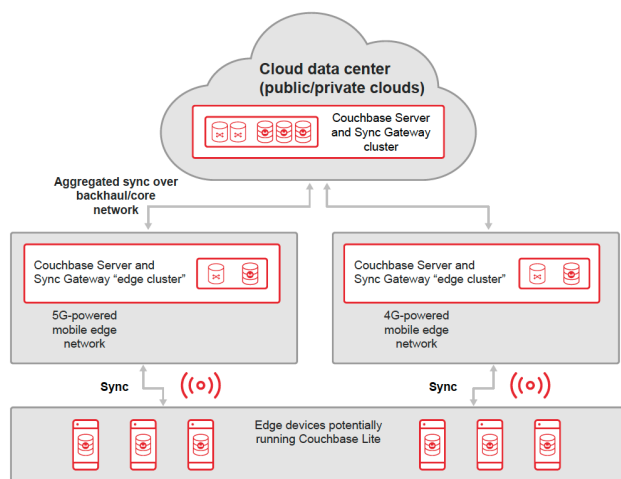 Cloud data center
(public/private clouds)
Couchbase Server
and Sync Gateway
cluster
Aggregated sync over
backhaul/core
network
Couchbase Server and
Sync Gateway “edge cluster”
5G-powered
mobile edge
network
Couchbase Server and
Sync Gateway “edge cluster”
4G-powered
mobile edge
network
Sync
Sync
Edge devices potentially
running Couchbase Lite